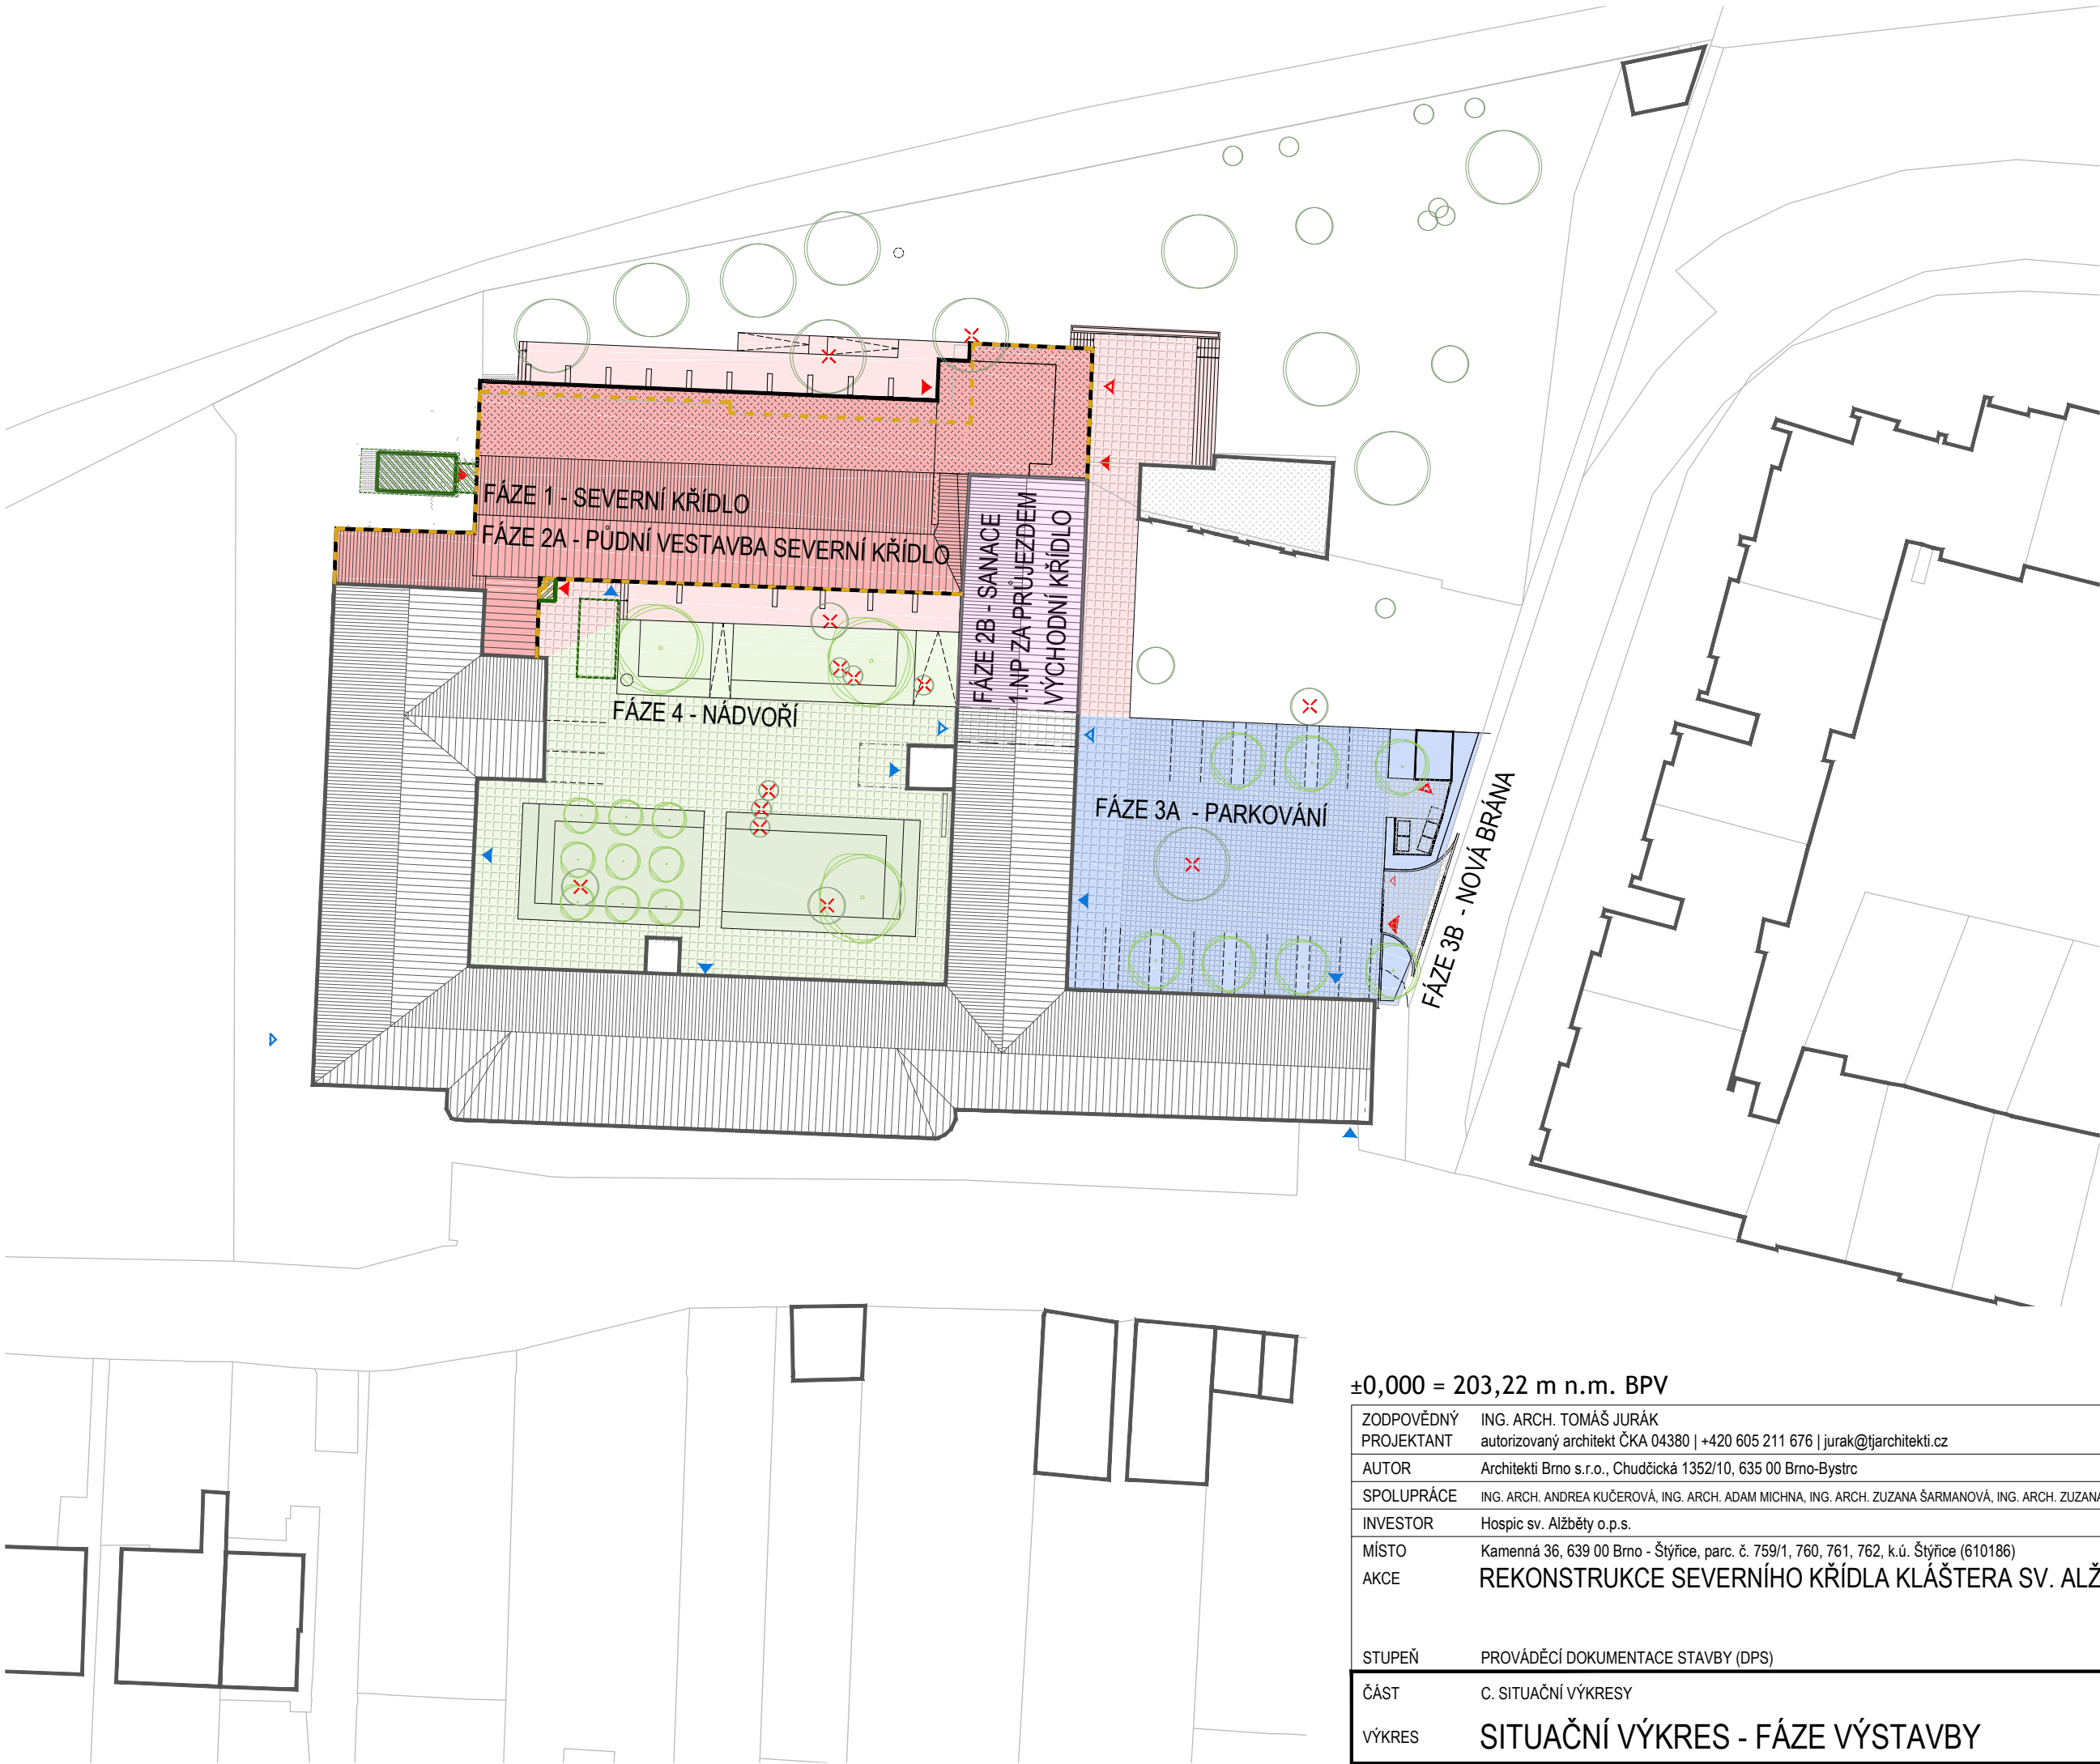 FÁZE 1 - SEVERNÍ KŘÍDLO
FÁZE 2A - PŮDNÍ VESTAVBA SEVERNÍ KŘÍDLO
FÁZE 2B - SANACE
1.NP ZA PRŮJEZDEM
VÝCHODNÍ KŘÍDLO
FÁZE 4 - NÁDVOŘÍ
FÁZE 3A - PARKOVÁNÍ
FÁZE 3B - NOVÁ BRÁNA
±0,000 = 203,22 m n.m. BPV
ZODPOVĚDNÝ ING. ARCH. TOMÁŠ JURÁK
PROJEKTANT autorizovaný architekt ČKA 04380 | +420 605 211 676 | jurak@tjarchitekti.cz
AUTOR Architekti Brno s.r.o., Chudčická 1352/10, 635 00 Brno-Bystrc
SPOLUPRÁCE ING. ARCH. ANDREA KUČEROVÁ, ING. ARCH. ADAM MICHNA, ING. ARCH. ZUZANA ŠARMANOVÁ, ING. ARCH. ZUZANA
INVESTOR Hospic sv. Alžběty o.p.s.
MÍSTO Kamenná 36, 639 00 Brno - Štýřice, parc. č. 759/1, 760, 761, 762, k.ú. Štýřice (610186)
AKCE REKONSTRUKCE SEVERNÍHO KŘÍDLA KLÁŠTERA SV. ALŽ
STUPEŇ PROVÁDĚCÍ DOKUMENTACE STAVBY (DPS)
ČÁST C. SITUAČNÍ VÝKRESY
VÝKRES SITUAČNÍ VÝKRES - FÁZE VÝSTAVBY